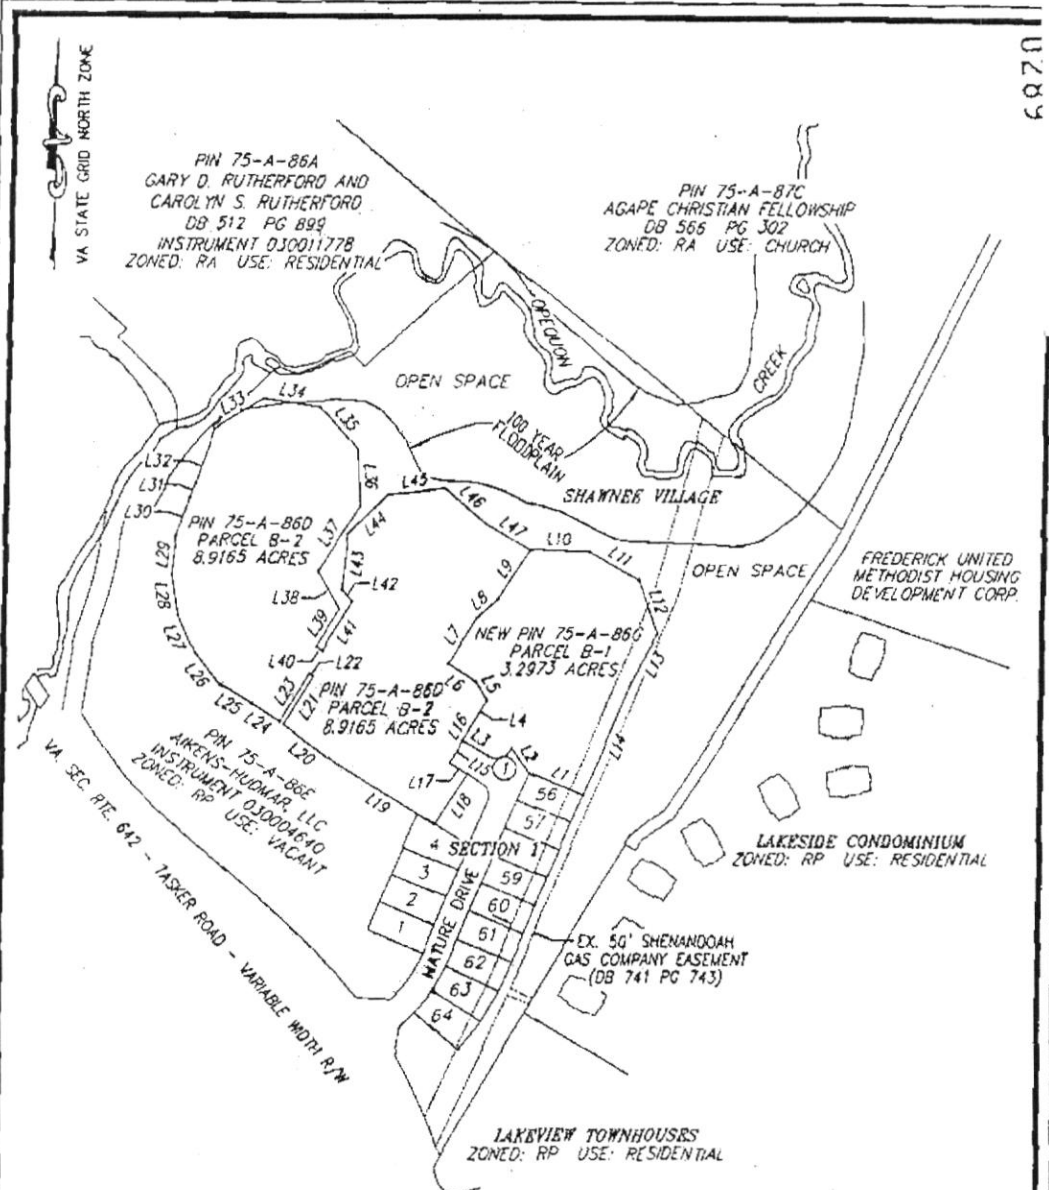 0289
VA STATE GRID NORTH ZONE
PIN 75-A-86A
GARY D. RUTHERFORD AND
CAROLYN S. RUTHERFORD
DB 512 PG 899
INSTRUMENT 030011778
ZONED: RA USE: RESIDENTIAL
PIN 75-A-87C
AGAPE CHRISTIAN FELLOWSHIP
DB 566 PG 302
ZONED: RA USE: CHURCH
OPEQUON
CREEK
OPEN SPACE
100 YEAR
FLOODPLAIN
SHAWNEE VILLAGE
OPEN SPACE
L33
L34
L35
L36
L32
L31
L30
L29
L28
L27
L26
L25
L24
L23
L22
L21
L20
L19
PIN 75-A-86D
PARCEL B-2
8.9165 ACRES
L37
L38
L39
L40
L41
L42
L43
L44
L45
L46
L47
L10
L11
L12
L13
L14
L9
L8
L7
L6
L5
L4
L3
L2
L1
L16
L15
L17
L18
1
NEW PIN 75-A-86G
PARCEL B-1
3.2973 ACRES
PIN 75-A-86D
PARCEL B-2
8.9165 ACRES
PIN 75-A-86E
AIKENS-HUDMAR, LLC
INSTRUMENT 030004640
ZONED: RP USE: VACANT
FREDERICK UNITED
METHODIST HOUSING
DEVELOPMENT CORP.
VA. SEC. RTE. 642 - TASKER ROAD - VARIABLE WIDTH R/W
SECTION 1
NATURE DRIVE
4
3
2
1
56
57
59
60
61
62
63
64
LAKESIDE CONDOMINIUM
ZONED: RP USE: RESIDENTIAL
EX. 50' SHENANDOAH
GAS COMPANY EASEMENT
(DB 741 PG 743)
LAKEVIEW TOWNHOUSES
ZONED: RP USE: RESIDENTIAL